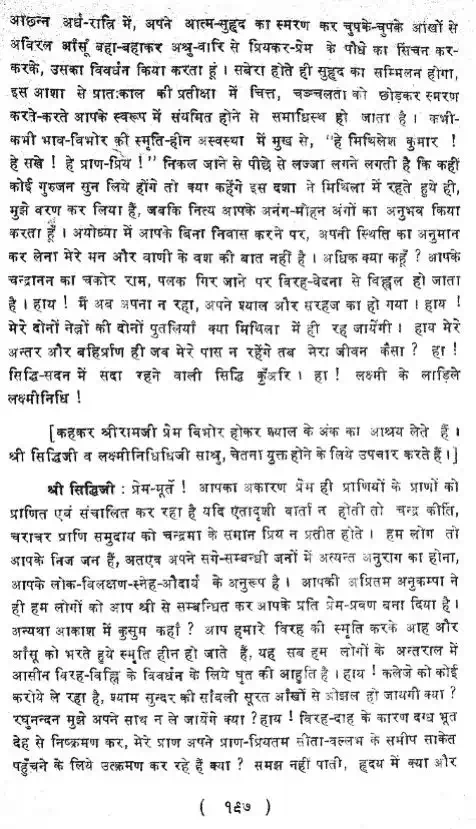 आछन्न अर्ध-रात्रि में, अपने आत्म-सुहृद का स्मरण कर चुपके-चुपके आंखों से
अविरल आँसू बहा-बहाकर अश्रु-वारि से प्रियकर-प्रेम के पौधे का सिंचन कर-
करके, उसका विवर्धन किया करता हूं । सबेरा होते ही सुहृद का सम्मिलन होगा,
इस आशा से प्रातःकाल की प्रतीक्षा में चित्त, चञ्चलता को छोड़कर स्मरण
करते-करते आपके स्वरूप में संयमित होने से समाधिस्थ हो जाता है । कभी-
कभी भाव-विभोर की स्मृति-हीन अवस्था में मुख से, "हे मिथिलेश कुमार !
हे सखे ! हे प्राण-प्रिय !" निकल जाने से पीछे से लज्जा लगने लगती है कि कहीं
कोई गुरुजन सुन लिये होंगे तो क्या कहेंगे इस दशा ने मिथिला में रहते हुये ही,
मुझे वरण कर लिया हैं, जबकि नित्य आपके अनंग-मोहन अंगों का अनुभव किया
करता हूँ । अयोध्या में आपके बिना निवास करने पर, अपनी स्थिति का अनुमान
कर लेना मेरे मन और वाणी के वश की बात नहीं है । अधिक क्या कहूँ ? आपके
चन्द्रानन का चकोर राम, पलक गिर जाने पर विरह-वेदना से विह्वल हो जाता
है । हाय ! मैं अब अपना न रहा, अपने श्याल और सरहज का हो गया । हाय !
मेरे दोनों नेत्रों की दोनों पुतलियां क्या मिथिला में ही रह जायेंगी । हाय मेरे
अन्तर और बहिर्प्राण ही जब मेरे पास न रहेंगे तब मेरा जीवन कैसा ? हा !
सिद्धि-सदन में सदा रहने वाली सिद्धि कुँअरि । हा ! लक्ष्मी के लाड़िले
लक्ष्मीनिधि !
[कहकर श्रीरामजी प्रेम विभोर होकर श्याल के अंक का आश्रय लेते हैं ।
श्री सिद्धिजी व लक्ष्मीनिधिधिजी साश्रु, चेतना युक्त होने के लिये उपचार करते हैं ।]
श्री सिद्धिजी : प्रेम-मूर्ते ! आपका अकारण प्रेम ही प्राणियों के प्राणों को
प्राणित एवं संचालित कर रहा है यदि एतादृशी वार्ता न होती तो चन्द्र कीर्ति,
चराचर प्राणि समुदाय को चन्द्रमा के समान प्रिय न प्रतीत होते । हम लोग तो
आपके निज जन हैं, अतएव अपने सगे-सम्बन्धी जनों में अत्यन्त अनुराग का होना,
आपके लोक-विलक्षण-स्नेह-औदार्य के अनुरूप है । आपकी अप्रितम अनुकम्पा ने
ही हम लोगों को आप श्री से सम्बन्धित कर आपके प्रति प्रेम-प्रवण बना दिया है ।
अन्यथा आकाश में कुसुम कहाँ ? आप हमारे विरह की स्मृति करके आह और
आँसू को भरते हुये स्मृति हीन हो जाते हैं, यह सब हम लोगों के अन्तराल में
आसीन विरह-वह्नि के विवर्धन के लिये घृत की आहुति है । हाय ! कलेजे को कोई
करोये ले रहा है, श्याम सुन्दर की सांवली सूरत आँखों से ओझल हो जायगी क्या ?
रघुनन्दन मुझे अपने साथ न ले जायेंगे क्या ? हाय ! विरह-दाह के कारण दग्ध भूत
देह से निष्क्रमण कर, मेरे प्राण अपने प्राण-प्रियतम सीता-वल्लभ के समीप साकेत
पहुँचने के लिये उत्क्रमण कर रहे हैं क्या ? समझ नहीं पाती, हृदय में क्या और
( १६७ )